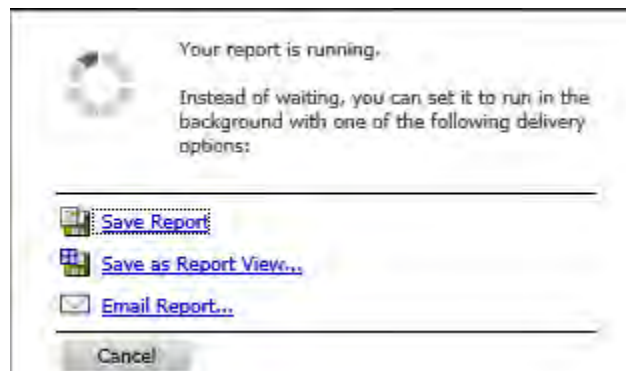 Your report is running.
Instead of waiting, you can set it to run in the
background with one of the following delivery
options:
Save Report
Save as Report View...
Email Report...
Cancel